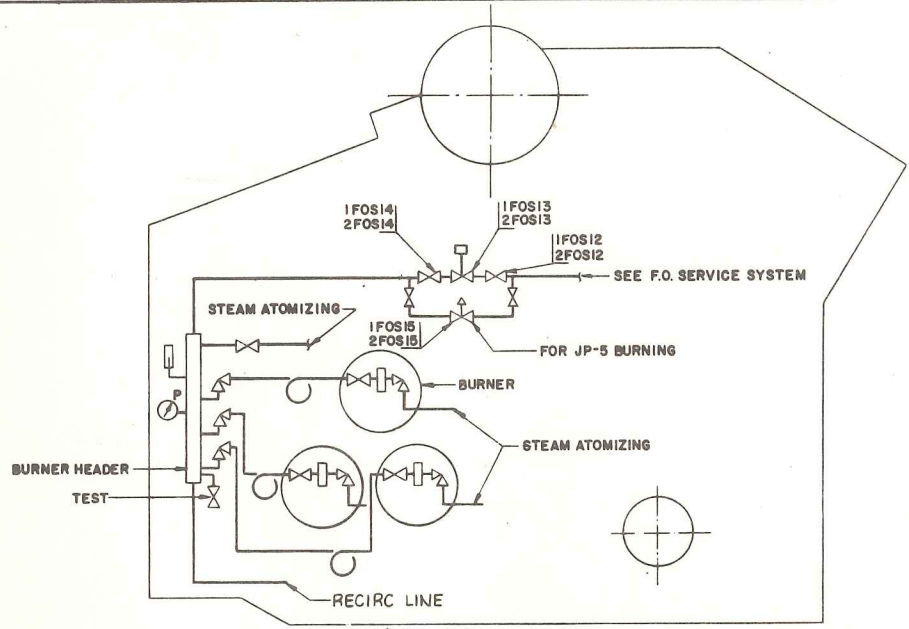 1FOS14
2FOS14
1FOS13
2FOS13
1FOS12
2FOS12
SEE F.O. SERVICE SYSTEM
STEAM ATOMIZING
1FOS15
2FOS15
FOR JP-5 BURNING
P
BURNER
STEAM ATOMIZING
BURNER HEADER
TEST
RECIRC LINE